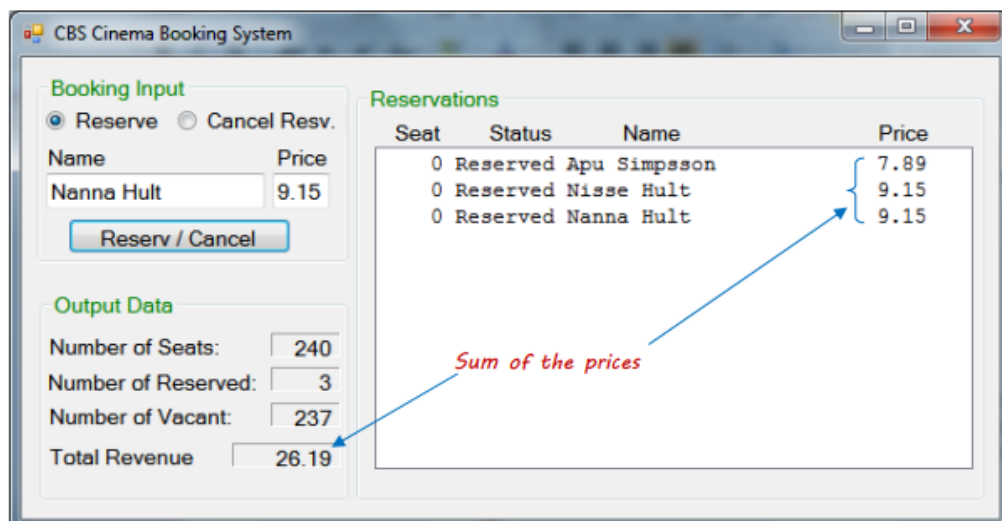 CBS Cinema Booking System
Booking Input
Reserve Cancel Resv.
Name Price
Nanna Hult 9.15
Reserv / Cancel
Output Data
Number of Seats: 240
Number of Reserved: 3
Number of Vacant: 237
Total Revenue 26.19
Reservations
Seat Status Name Price
0 Reserved Apu Simpsson 7.89
0 Reserved Nisse Hult 9.15
0 Reserved Nanna Hult 9.15
Sum of the prices